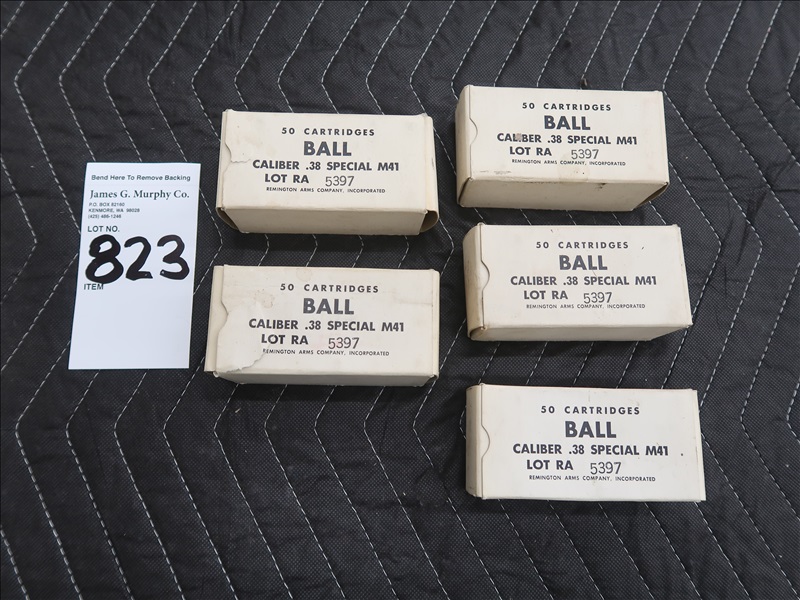 Bend Here To Remove Backing
James G. Murphy Co.
P.O. BOX 82160
KENMORE, WA 98028
(425) 486-1246
LOT NO.
823
ITEM
50 CARTRIDGES
BALL
CALIBER .38 SPECIAL M41
LOT RA 5397
REMINGTON ARMS COMPANY, INCORPORATED
50 CARTRIDGES
BALL
CALIBER .38 SPECIAL M41
LOT RA 5397
REMINGTON ARMS COMPANY, INCORPORATED
50 CARTRIDGES
BALL
CALIBER .38 SPECIAL M41
LOT RA 5397
REMINGTON ARMS COMPANY, INCORPORATED
50 CARTRIDGES
BALL
CALIBER .38 SPECIAL M41
LOT RA 5397
REMINGTON ARMS COMPANY, INCORPORATED
50 CARTRIDGES
BALL
CALIBER .38 SPECIAL M41
LOT RA 5397
REMINGTON ARMS COMPANY, INCORPORATED